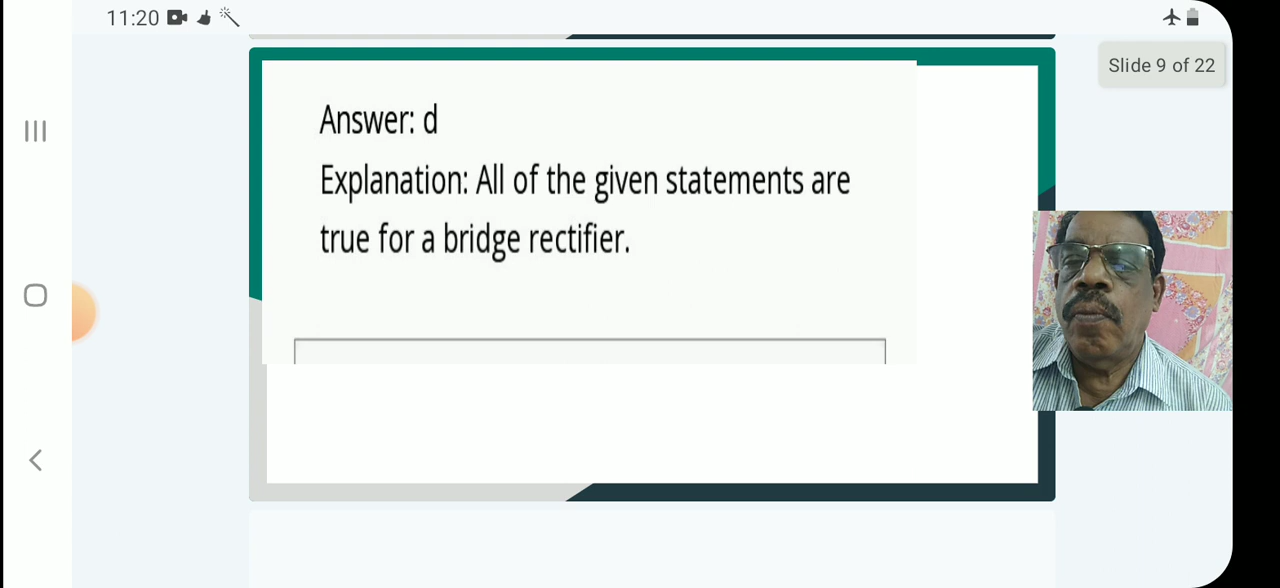 11:20
Slide 9 of 22
Answer: d
Explanation: All of the given statements are
true for a bridge rectifier.